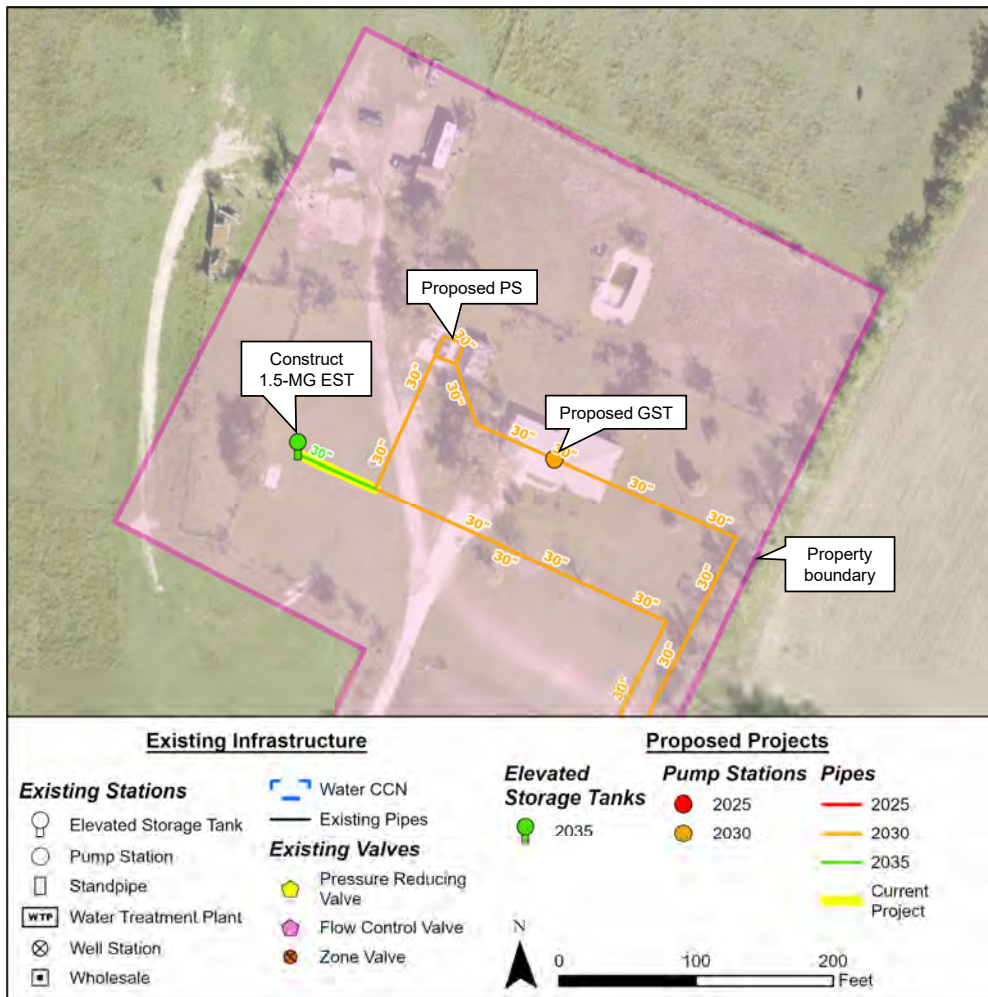 Proposed PS
30"
Construct
1.5-MG EST
30"
30"
Proposed GST
30"
30"
30"
30"
30"
30"
30"
30"
30"
30"
Property
boundary
30"
30"
30"
30"
30"
Existing Infrastructure
Existing Stations
Elevated Storage Tank
Pump Station
Standpipe
WTP Water Treatment Plant
Well Station
Wholesale
Water CCN
Existing Pipes
Existing Valves
Pressure Reducing
Valve
Flow Control Valve
Zone Valve
Proposed Projects
Elevated
Storage Tanks
2035
Pump Stations
2025
2030
Pipes
2025
2030
2035
Current
Project
N
0 100 200
Feet